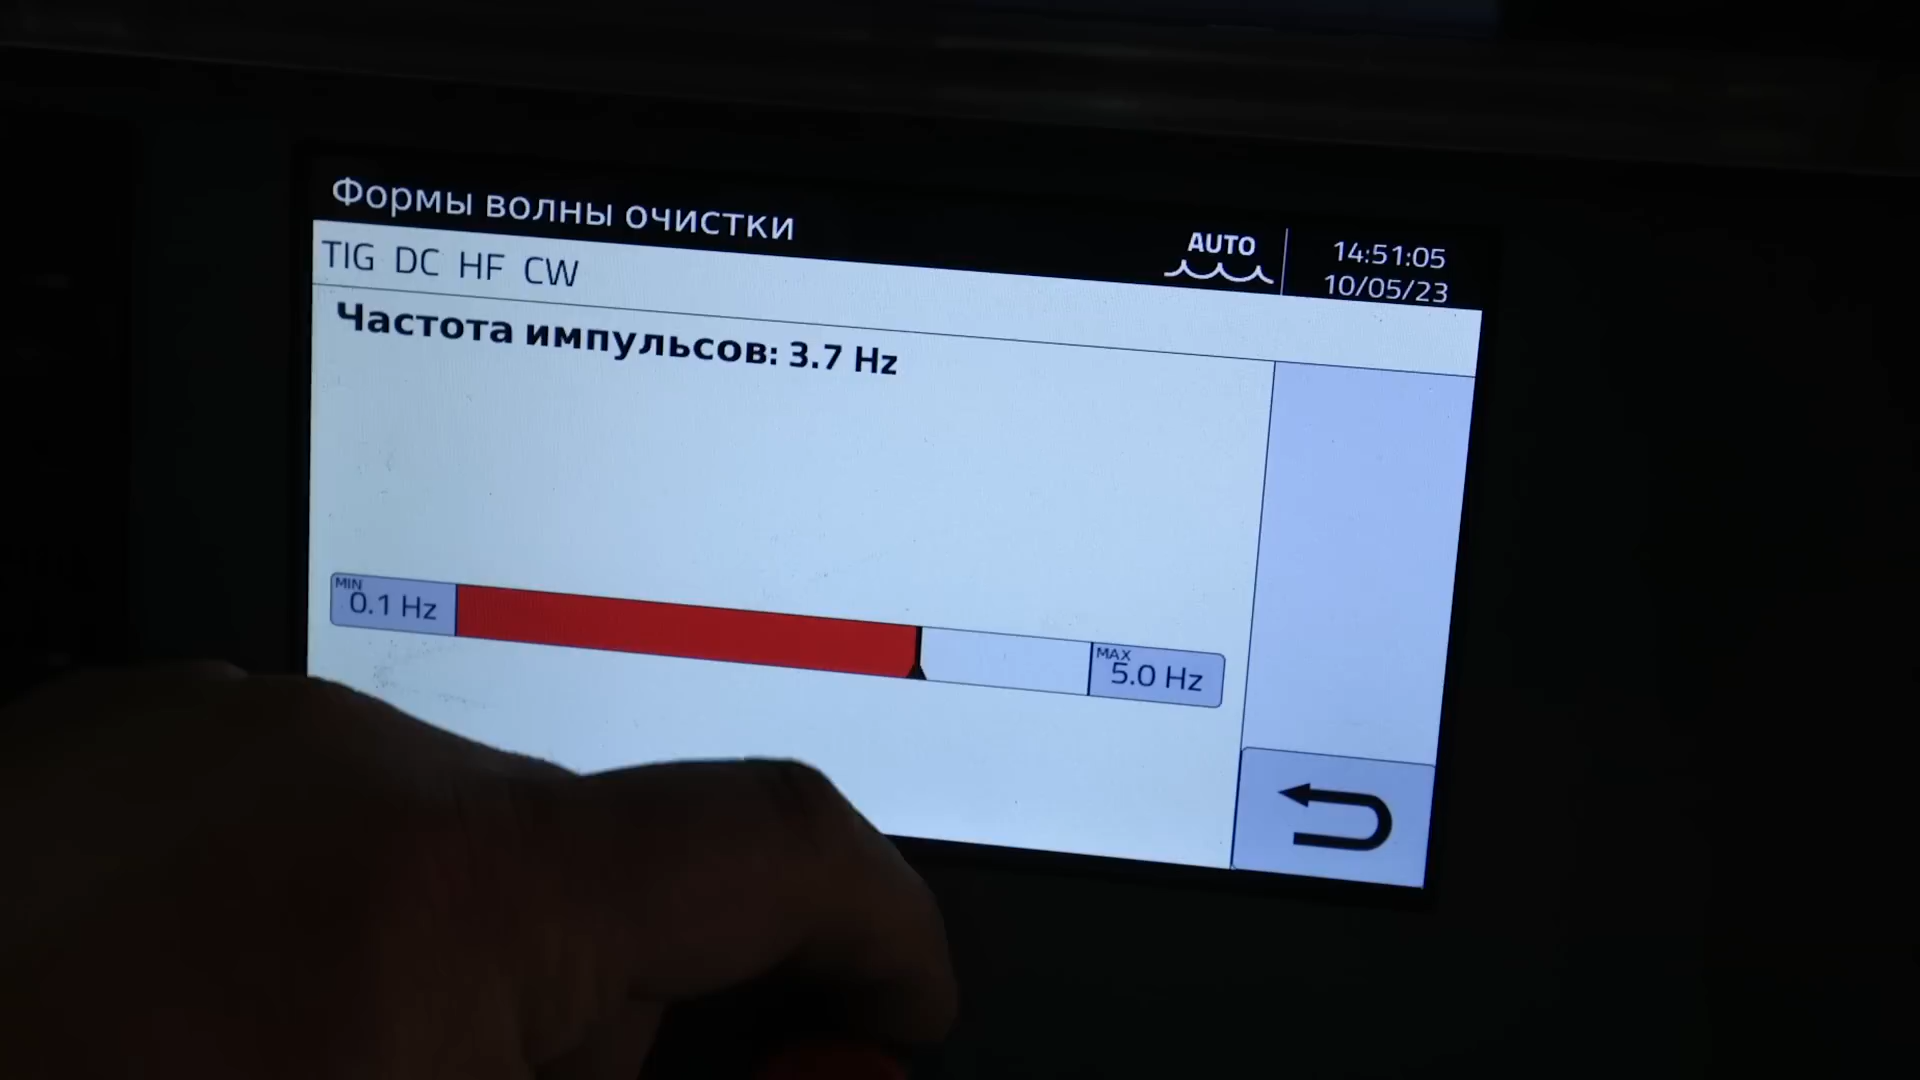 Формы волны очистки
AUTO
14:51:05
10/05/23
TIG DC HF CW
Частота импульсов: 3.7 Hz
MIN
0.1 Hz
MAX
5.0 Hz